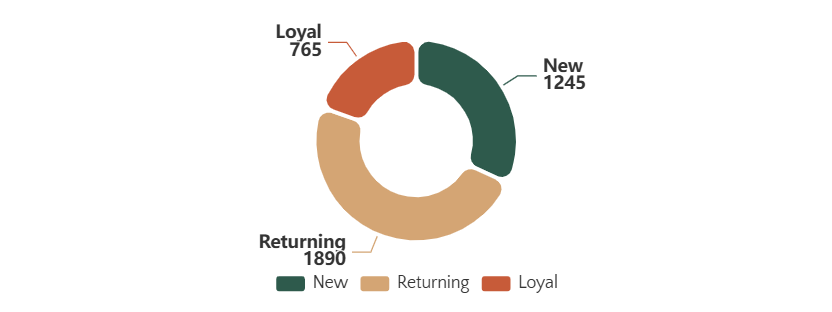 Loyal
765
New
1245
Returning
1890
New
Returning
Loyal